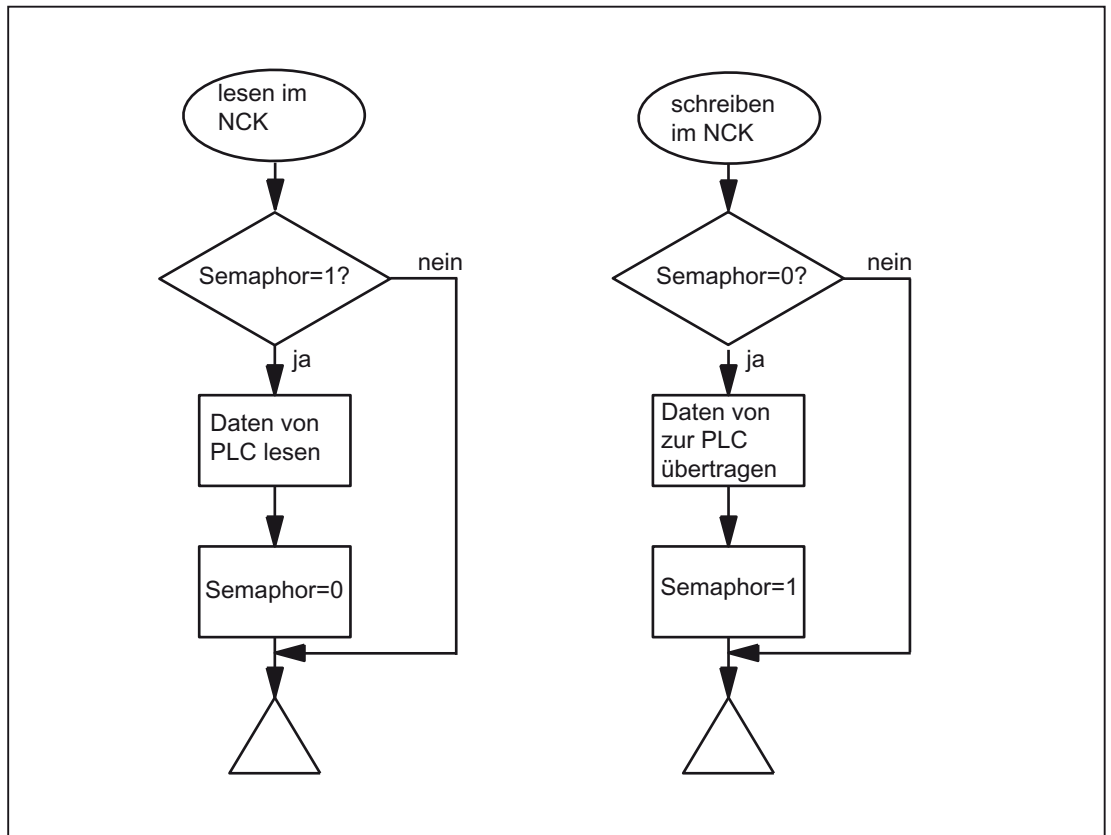 lesen im
NCK
Semaphor=1?
nein
ja
Daten von
PLC lesen
Semaphor=0
schreiben
im NCK
Semaphor=0?
nein
ja
Daten von
zur PLC
übertragen
Semaphor=1